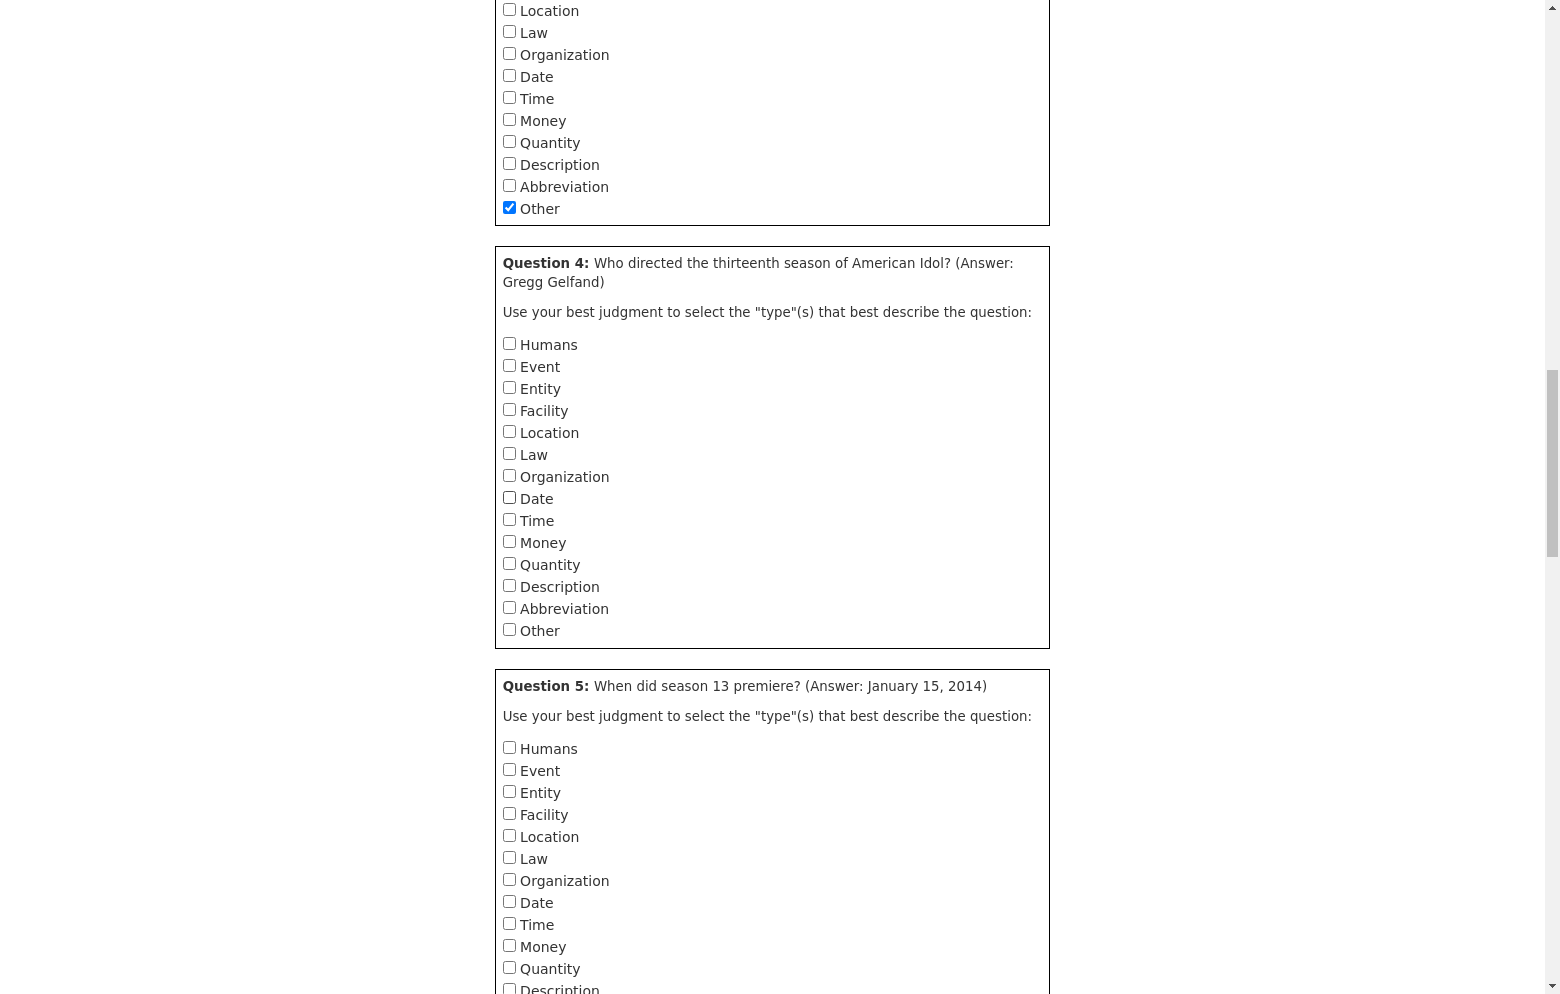 Location
Law
Organization
Date
Time
Money
Quantity
Description
Abbreviation
Other
Question 4: Who directed the thirteenth season of American Idol? (Answer:
Gregg Gelfand)
Use your best judgment to select the "type"(s) that best describe the question:
Humans
Event
Entity
Facility
Location
Law
Organization
Date
Time
Money
Quantity
Description
Abbreviation
Other
Question 5: When did season 13 premiere? (Answer: January 15, 2014)
Use your best judgment to select the "type"(s) that best describe the question:
Humans
Event
Entity
Facility
Location
Law
Organization
Date
Time
Money
Quantity
Description